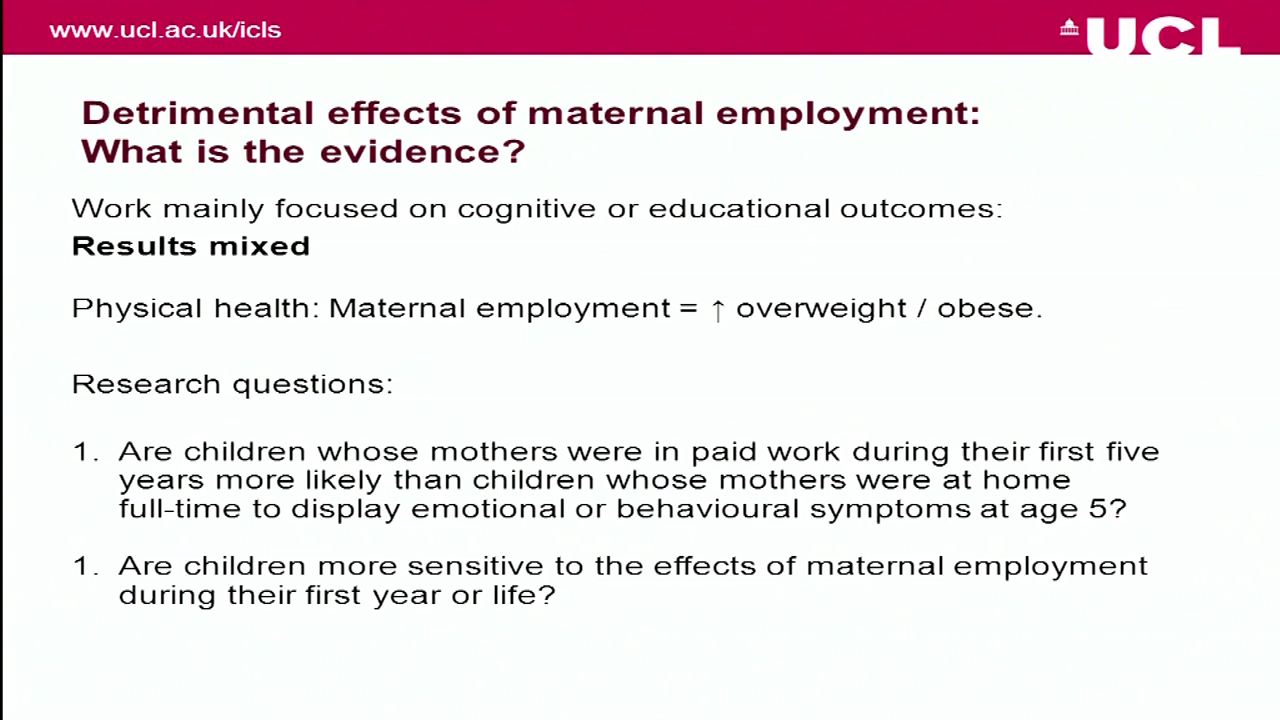 www.ucl.ac.uk/icls
UCL
Detrimental effects of maternal employment:
What is the evidence?
Work mainly focused on cognitive or educational outcomes:
Results mixed
Physical health: Maternal employment = ↑ overweight / obese.
Research questions:
1. Are children whose mothers were in paid work during their first five
years more likely than children whose mothers were at home
full-time to display emotional or behavioural symptoms at age 5?
1. Are children more sensitive to the effects of maternal employment
during their first year or life?